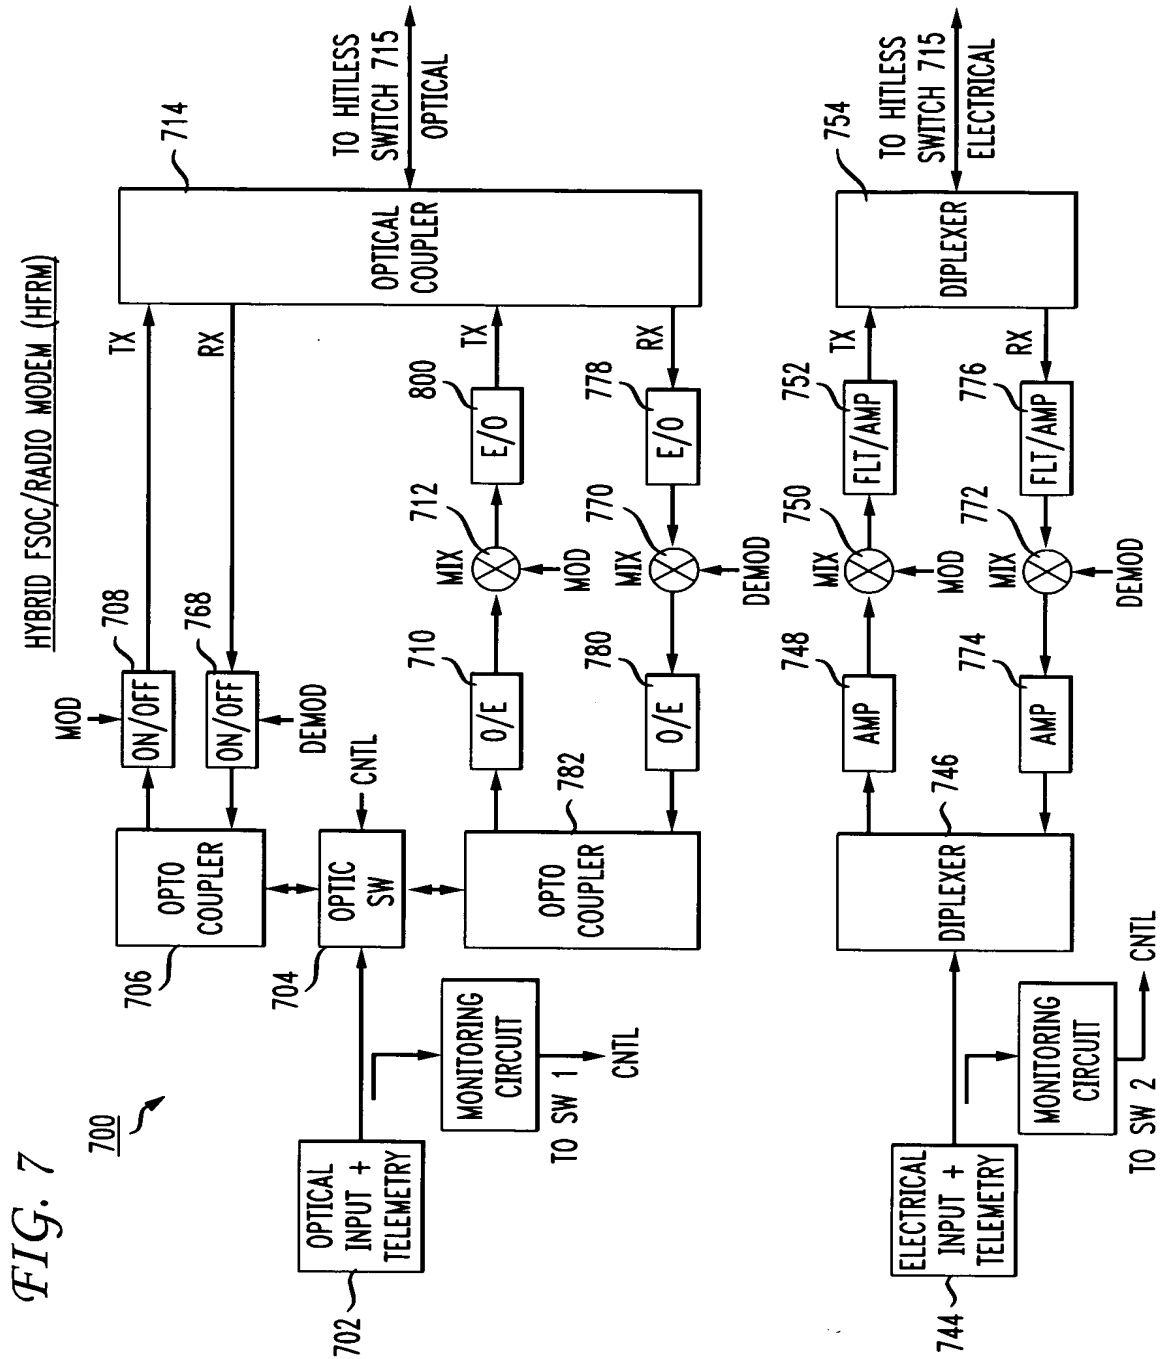 FIG. 7
700
HYBRID FSOC/RADIO MODEM (HFRM)
MOD
708
ON/OFF
TX
714
768
ON/OFF
RX
DEMOD
706
OPTO
COUPLER
OPTICAL
COUPLER
TO HITLESS
SWITCH 715
OPTICAL
702
OPTICAL
INPUT +
TELEMETRY
704
OPTIC
SW
CNTL
MONITORING
CIRCUIT
TO SW 1
CNTL
782
OPTO
COUPLER
710
O/E
MIX
712
MOD
800
E/O
TX
780
O/E
MIX
770
DEMOD
778
E/O
RX
744
ELECTRICAL
INPUT +
TELEMETRY
MONITORING
CIRCUIT
TO SW 2
CNTL
746
DIPLEXER
748
AMP
MIX
750
MOD
752
FLT/AMP
TX
774
AMP
MIX
772
DEMOD
776
FLT/AMP
RX
754
DIPLEXER
TO HITLESS
SWITCH 715
ELECTRICAL